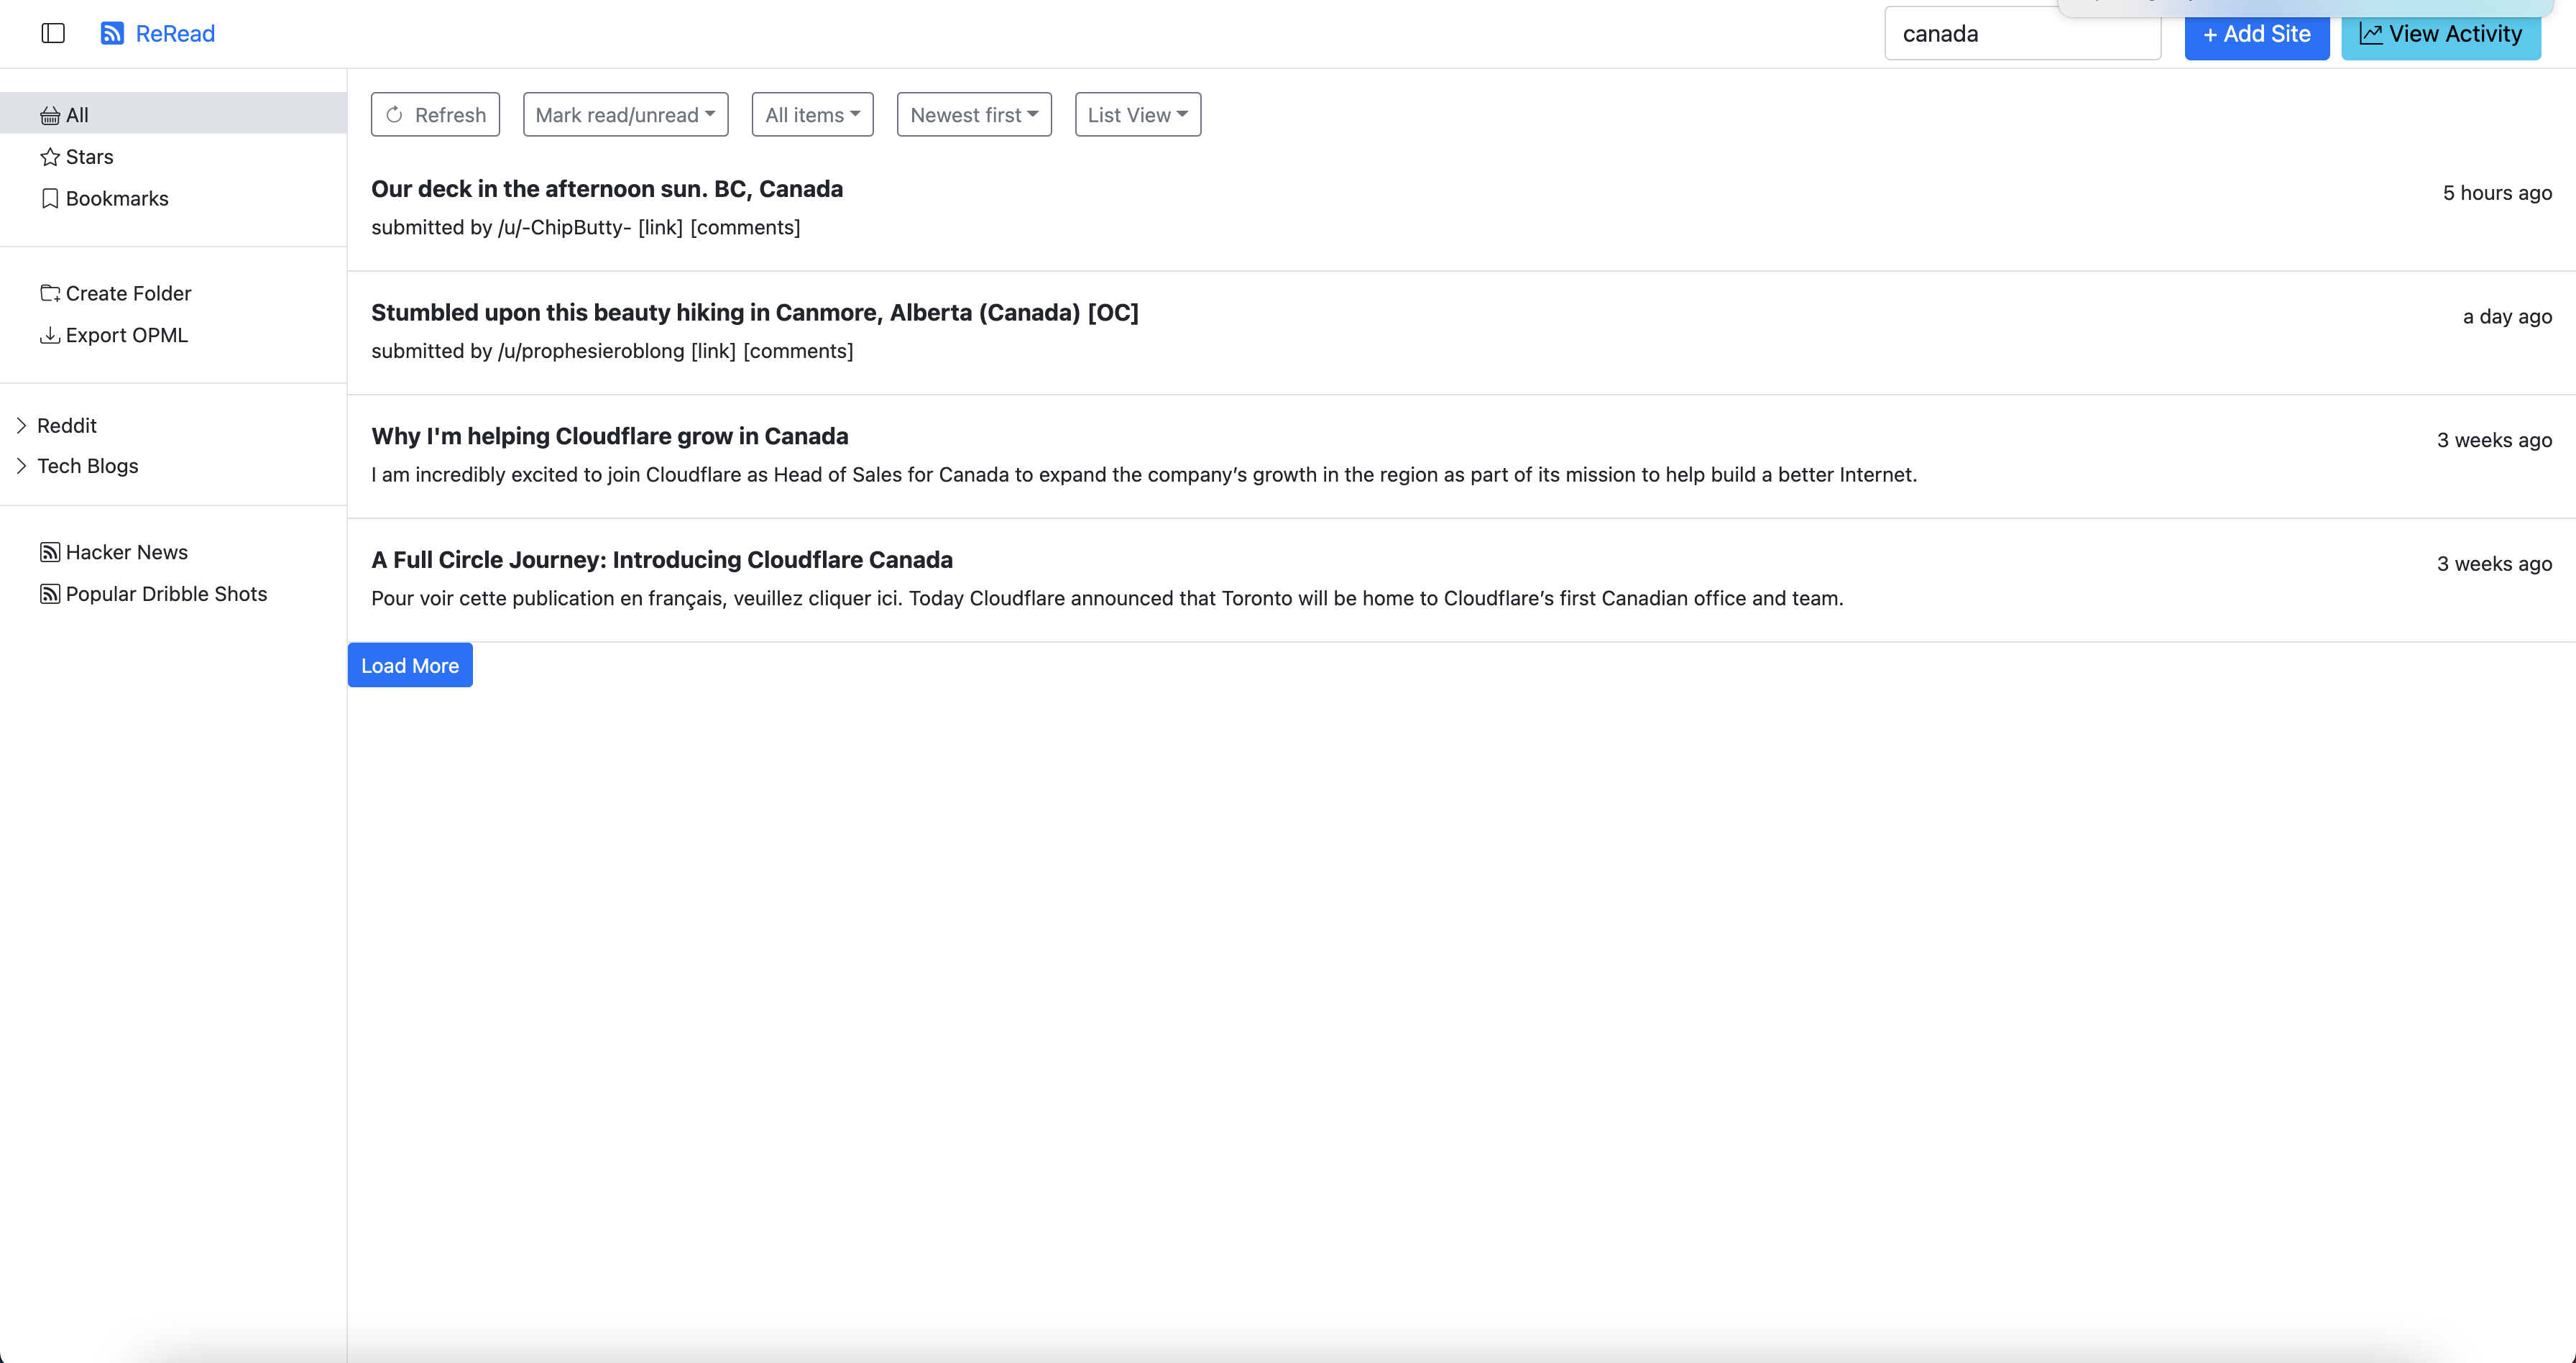 ReRead
canada
+ Add Site
View Activity
All
Stars
Bookmarks
Create Folder
Export OPML
Reddit
Tech Blogs
Hacker News
Popular Dribble Shots
Refresh
Mark read/unread
All items
Newest first
List View
Our deck in the afternoon sun. BC, Canada
5 hours ago
submitted by /u/-ChipButty- [link] [comments]
Stumbled upon this beauty hiking in Canmore, Alberta (Canada) [OC]
a day ago
submitted by /u/prophesieroblong [link] [comments]
Why I'm helping Cloudflare grow in Canada
3 weeks ago
I am incredibly excited to join Cloudflare as Head of Sales for Canada to expand the company’s growth in the region as part of its mission to help build a better Internet.
A Full Circle Journey: Introducing Cloudflare Canada
3 weeks ago
Pour voir cette publication en français, veuillez cliquer ici. Today Cloudflare announced that Toronto will be home to Cloudflare’s first Canadian office and team.
Load More